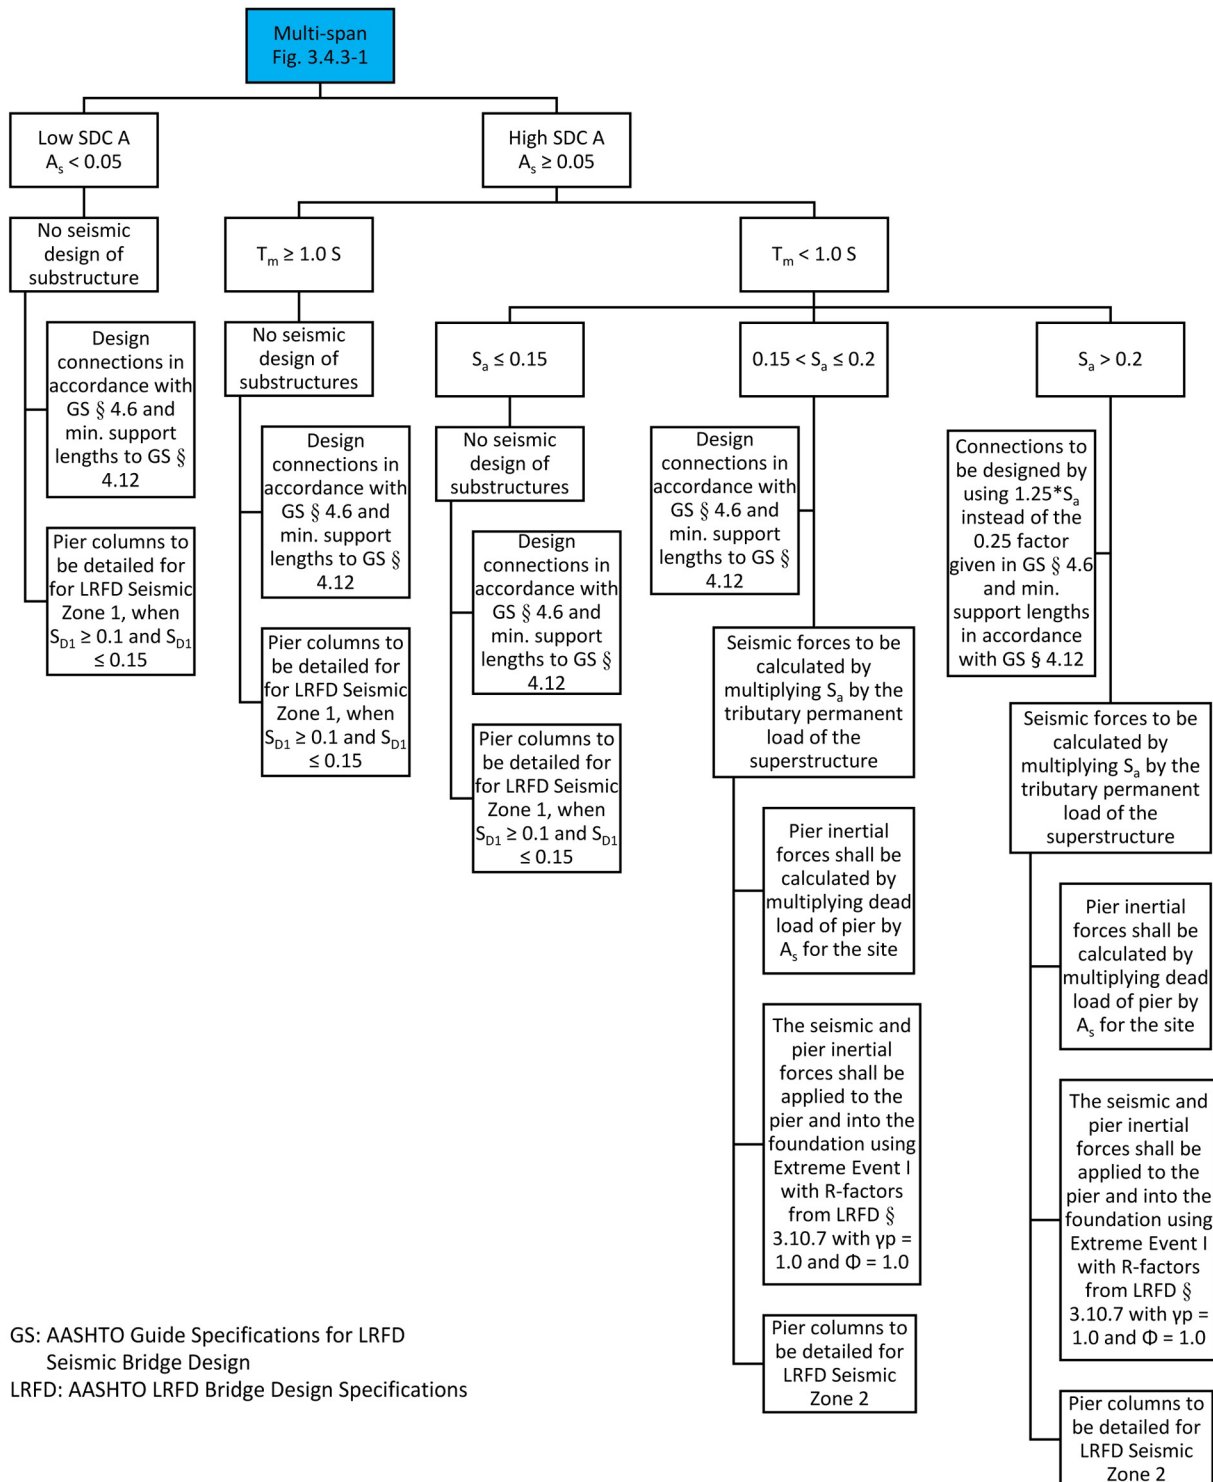 Multi-span
Fig. 3.4.3-1
Low SDC A
As < 0.05
High SDC A
As ≥ 0.05
No seismic
design of
substructure
Tm ≥ 1.0 S
Tm < 1.0 S
Design
connections in
accordance with
GS § 4.6 and
min. support
lengths to GS §
4.12
Pier columns to
be detailed for
for LRFD Seismic
Zone 1, when
SD1 ≥ 0.1 and SD1
≤ 0.15
No seismic
design of
substructures
Design
connections in
accordance with
GS § 4.6 and
min. support
lengths to GS §
4.12
Pier columns to
be detailed for
for LRFD Seismic
Zone 1, when
SD1 ≥ 0.1 and SD1
≤ 0.15
Sa ≤ 0.15
No seismic
design of
substructures
Design
connections in
accordance with
GS § 4.6 and
min. support
lengths to GS §
4.12
Pier columns to
be detailed for
for LRFD Seismic
Zone 1, when
SD1 ≥ 0.1 and SD1
≤ 0.15
0.15 < Sa ≤ 0.2
Design
connections in
accordance with
GS § 4.6 and
min. support
lengths to GS §
4.12
Seismic forces to be
calculated by
multiplying Sa by the
tributary permanent
load of the
superstructure
Pier inertial
forces shall be
calculated by
multiplying dead
load of pier by
As for the site
The seismic and
pier inertial
forces shall be
applied to the
pier and into the
foundation using
Extreme Event I
with R-factors
from LRFD §
3.10.7 with γp =
1.0 and Φ = 1.0
Pier columns to
be detailed for
LRFD Seismic
Zone 2
Sa > 0.2
Connections to
be designed by
using 1.25*Sa
instead of the
0.25 factor
given in GS § 4.6
and min.
support lengths
in accordance
with GS § 4.12
Seismic forces to be
calculated by
multiplying Sa by the
tributary permanent
load of the
superstructure
Pier inertial
forces shall be
calculated by
multiplying dead
load of pier by
As for the site
The seismic and
pier inertial
forces shall be
applied to the
pier and into the
foundation using
Extreme Event I
with R-factors
from LRFD §
3.10.7 with γp =
1.0 and Φ = 1.0
Pier columns to
be detailed for
LRFD Seismic
Zone 2
GS: AASHTO Guide Specifications for LRFD
Seismic Bridge Design
LRFD: AASHTO LRFD Bridge Design Specifications